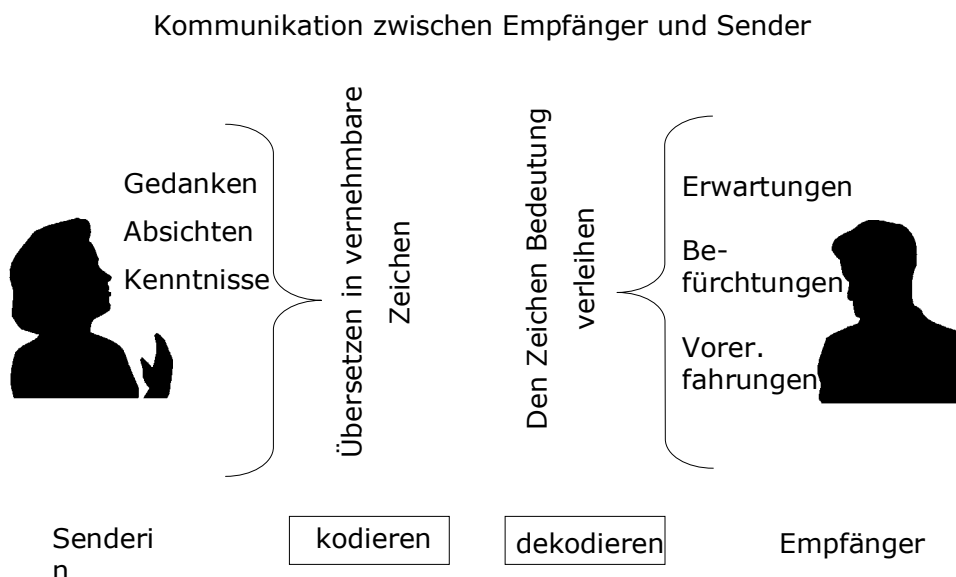 Kommunikation zwischen Empfänger und Sender
Gedanken
Absichten
Kenntnisse
Übersetzen in vernehmbare
Zeichen
Den Zeichen Bedeutung
verleihen
Erwartungen
Be-
fürchtungen
Vorer.
fahrungen
Senderi
n
kodieren
dekodieren
Empfänger